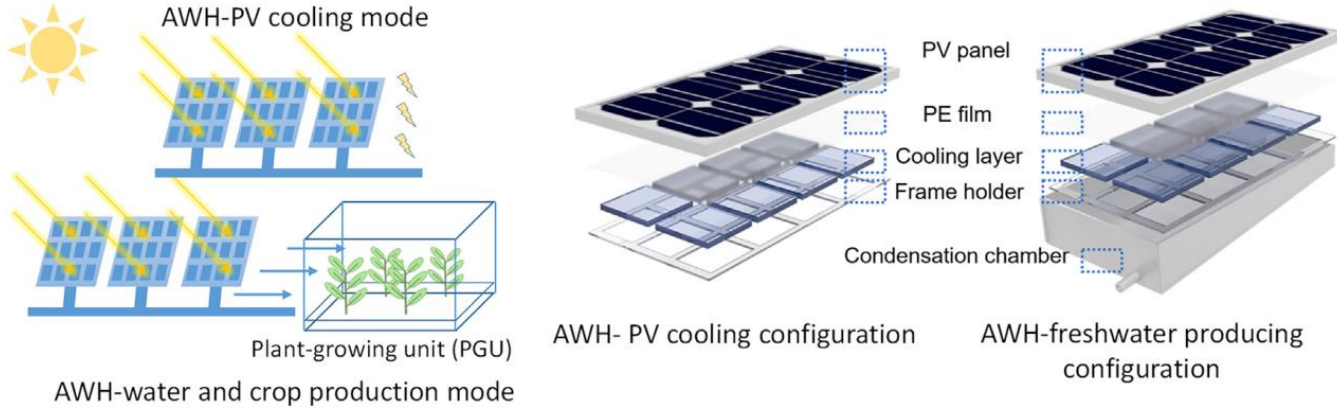 AWH-PV cooling mode
Plant-growing unit (PGU)
AWH-water and crop production mode
PV panel
PE film
Cooling layer
Frame holder
Condensation chamber
AWH- PV cooling configuration
AWH-freshwater producing
configuration